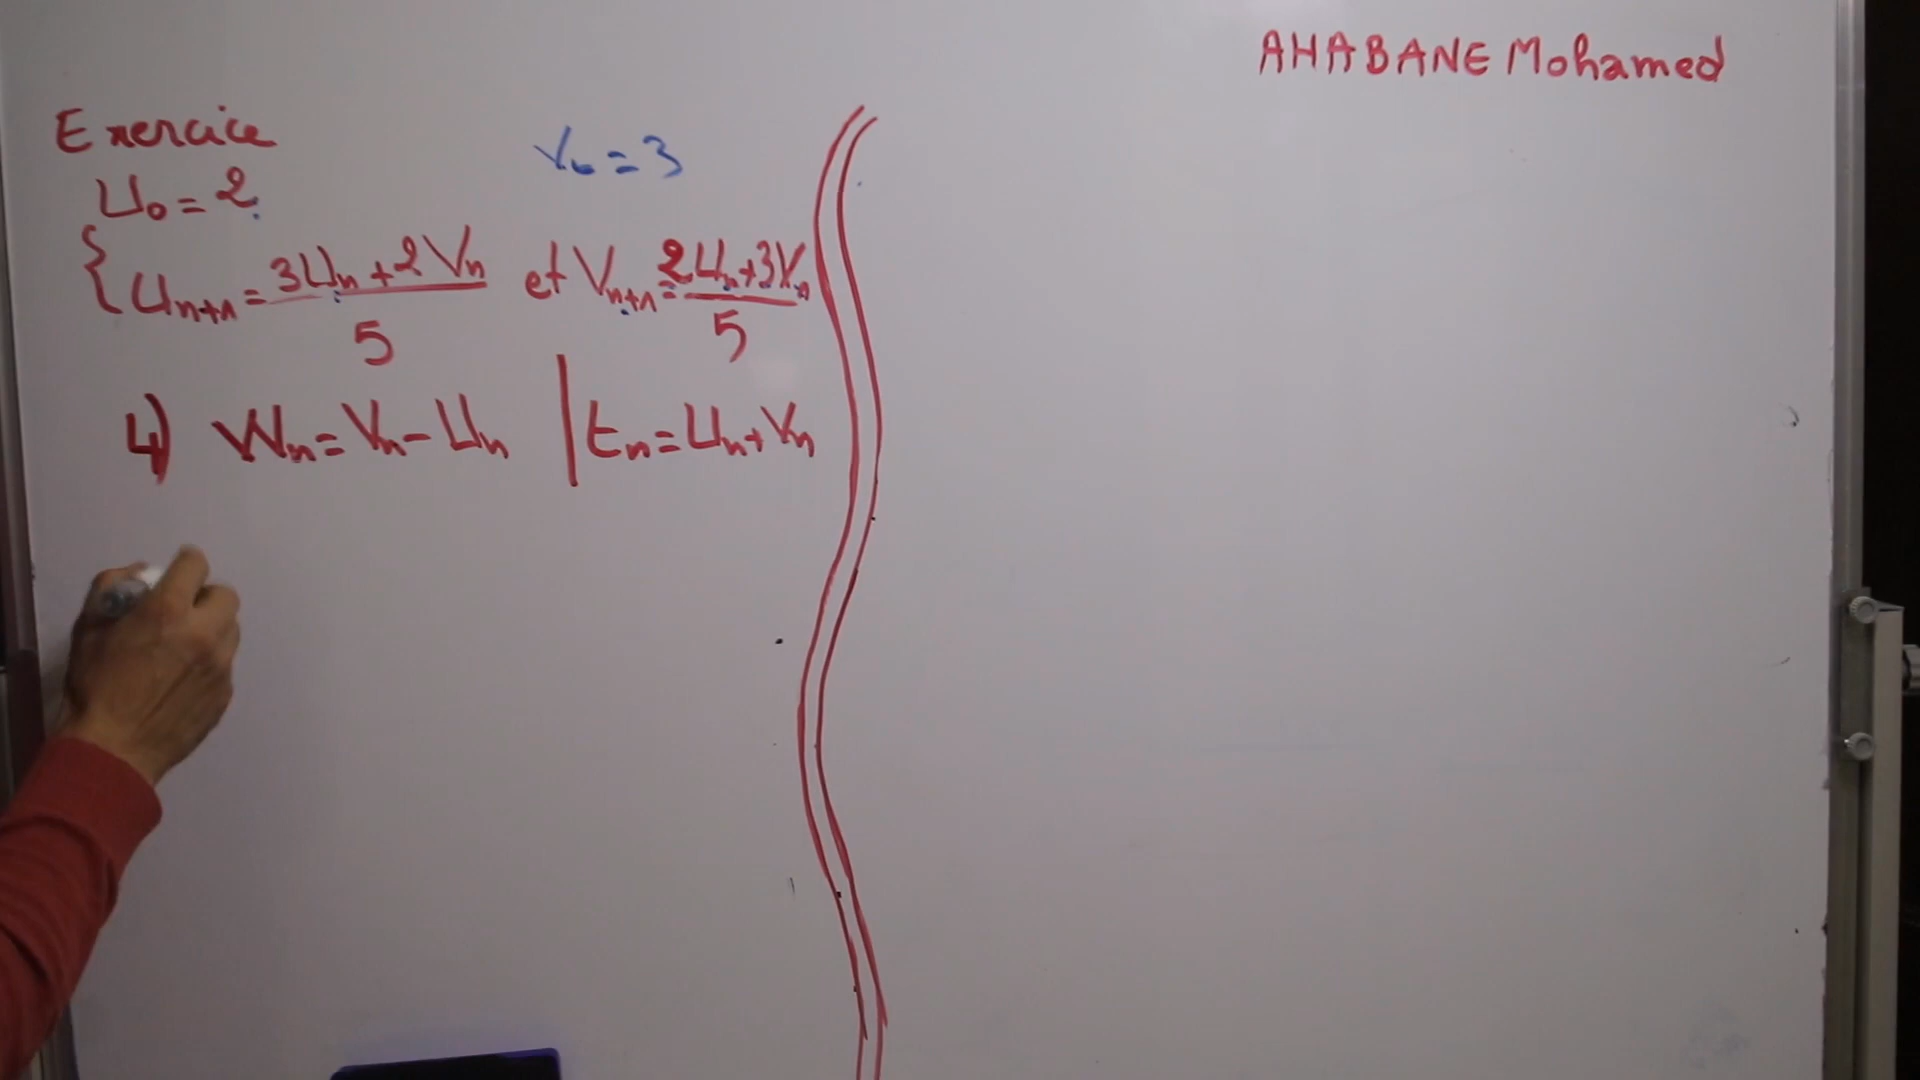 AHABANE Mohamed
Exercice
V₀ = 3
U₀ = 2
{ Uₙ₊₁ = (3Uₙ + 2Vₙ)/5 et Vₙ₊₁ = (2Uₙ + 3Vₙ)/5
4) Wₙ = Vₙ - Uₙ | tₙ = Uₙ + Vₙ